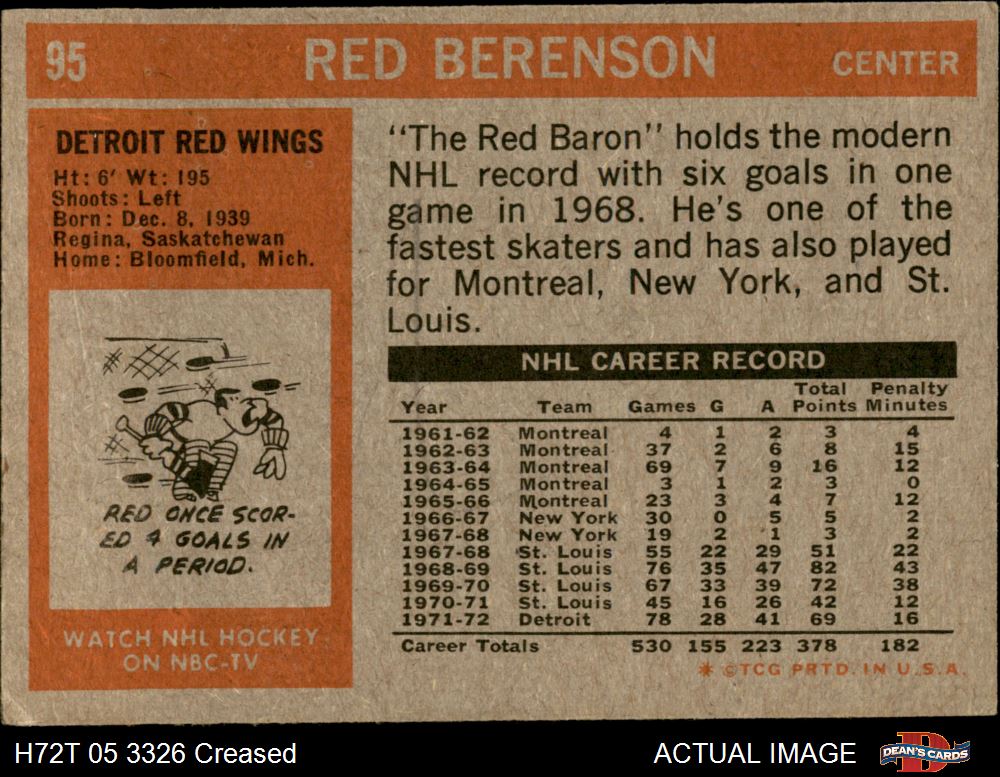 95 RED BERENSON CENTER
DETROIT RED WINGS
Ht: 6' Wt: 195
Shoots: Left
Born: Dec. 8, 1939
Regina, Saskatchewan
Home: Bloomfield, Mich.
RED ONCE SCOR-
ED 4 GOALS IN
A PERIOD.
WATCH NHL HOCKEY
ON NBC-TV
"The Red Baron" holds the modern
NHL record with six goals in one
game in 1968. He's one of the
fastest skaters and has also played
for Montreal, New York, and St.
Louis.
NHL CAREER RECORD
Total Penalty
Year Team Games G A Points Minutes
1961-62 Montreal 4 1 2 3 4
1962-63 Montreal 37 2 6 8 15
1963-64 Montreal 69 7 9 16 12
1964-65 Montreal 3 1 2 3 0
1965-66 Montreal 23 3 4 7 12
1966-67 New York 30 0 5 5 2
1967-68 New York 19 2 1 3 2
1967-68 St. Louis 55 22 29 51 22
1968-69 St. Louis 76 35 47 82 43
1969-70 St. Louis 67 33 39 72 38
1970-71 St. Louis 45 16 26 42 12
1971-72 Detroit 78 28 41 69 16
Career Totals 530 155 223 378 182
* ©TCG PRTD. IN U.S.A.
H72T 05 3326 Creased ACTUAL IMAGE DEAN'S CARDS